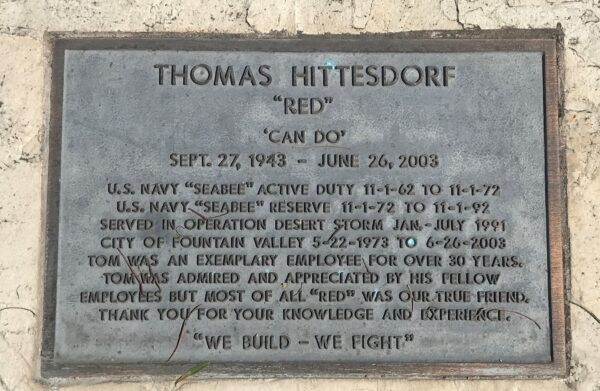 THOMAS HITTESDORF
"RED"
'CAN DO'
SEPT. 27, 1943 - JUNE 26, 2003
U.S. NAVY "SEABEE" ACTIVE DUTY 11-1-62 TO 11-1-72
U.S. NAVY "SEABEE" RESERVE 11-1-72 TO 11-1-92
SERVED IN OPERATION DESERT STORM JAN.-JULY 1991
CITY OF FOUNTAIN VALLEY 5-22-1973 TO 6-26-2003
TOM WAS AN EXEMPLARY EMPLOYEE FOR OVER 30 YEARS.
TOM WAS ADMIRED AND APPRECIATED BY HIS FELLOW
EMPLOYEES BUT MOST OF ALL "RED" WAS OUR TRUE FRIEND.
THANK YOU FOR YOUR KNOWLEDGE AND EXPERIENCE.
"WE BUILD - WE FIGHT"